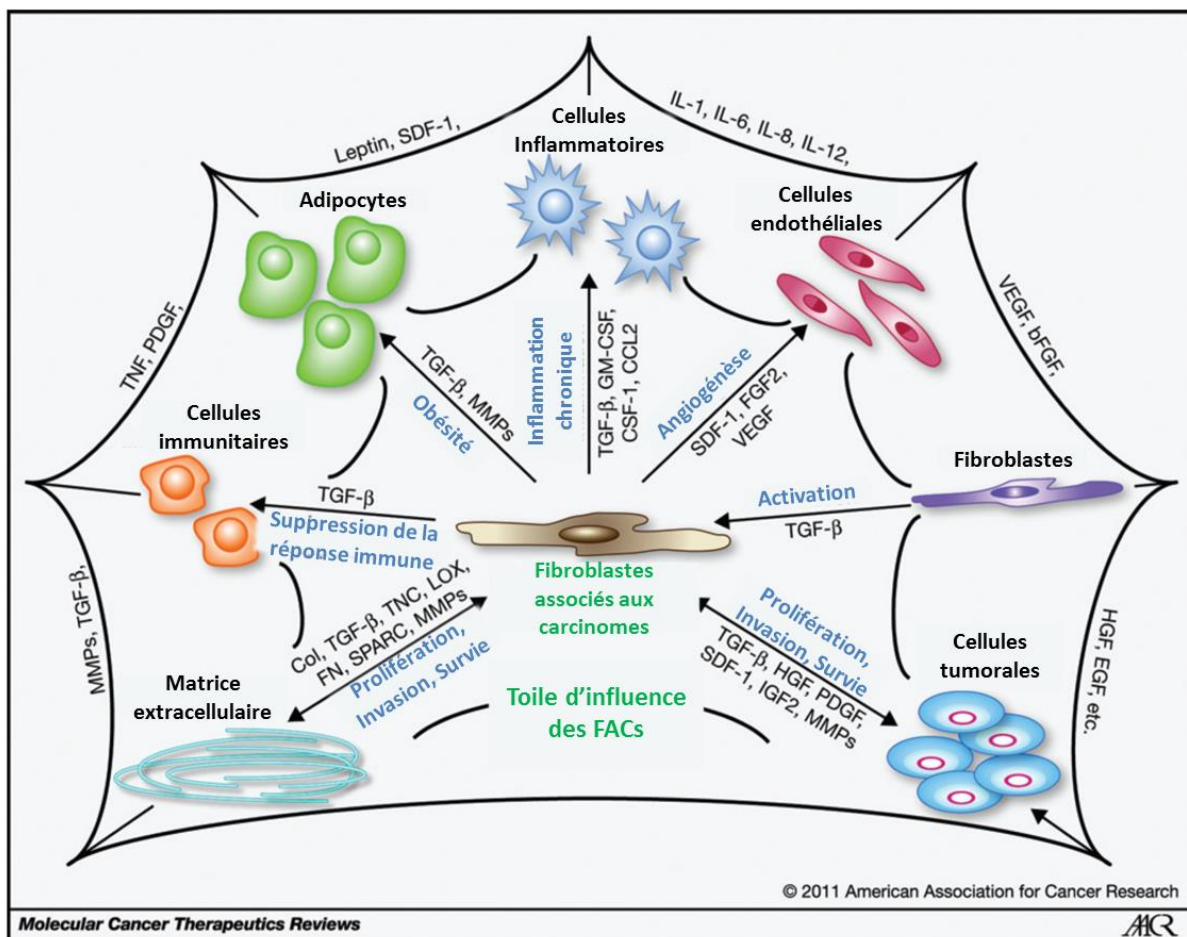 Cellules
Inflammatoires
IL-1, IL-6, IL-8, IL-12,
Leptin, SDF-1,
Adipocytes
Cellules
endothéliales
TNF, PDGF,
VEGF, bFGF,
TGF-β, MMPs
Obésité
Inflammation
chronique
TGF-β, GM-CSF,
CSF-1, CCL2
Angiogénèse
SDF-1, FGF2,
VEGF
Cellules
immunitaires
Fibroblastes
TGF-β
Suppression de la
réponse immune
Activation
TGF-β
Fibroblastes
associés aux
carcinomes
MMPs, TGF-β,
Col, TGF-β, TNC, LOX,
FN, SPARC, MMPs
Prolifération,
Invasion, Survie
Prolifération,
Invasion, Survie
TGF-β, HGF, PDGF,
SDF-1, IGF2, MMPs
HGF, EGF, etc.
Matrice
extracellulaire
Toile d’influence
des FACs
Cellules
tumorales
© 2011 American Association for Cancer Research
Molecular Cancer Therapeutics Reviews
AACR